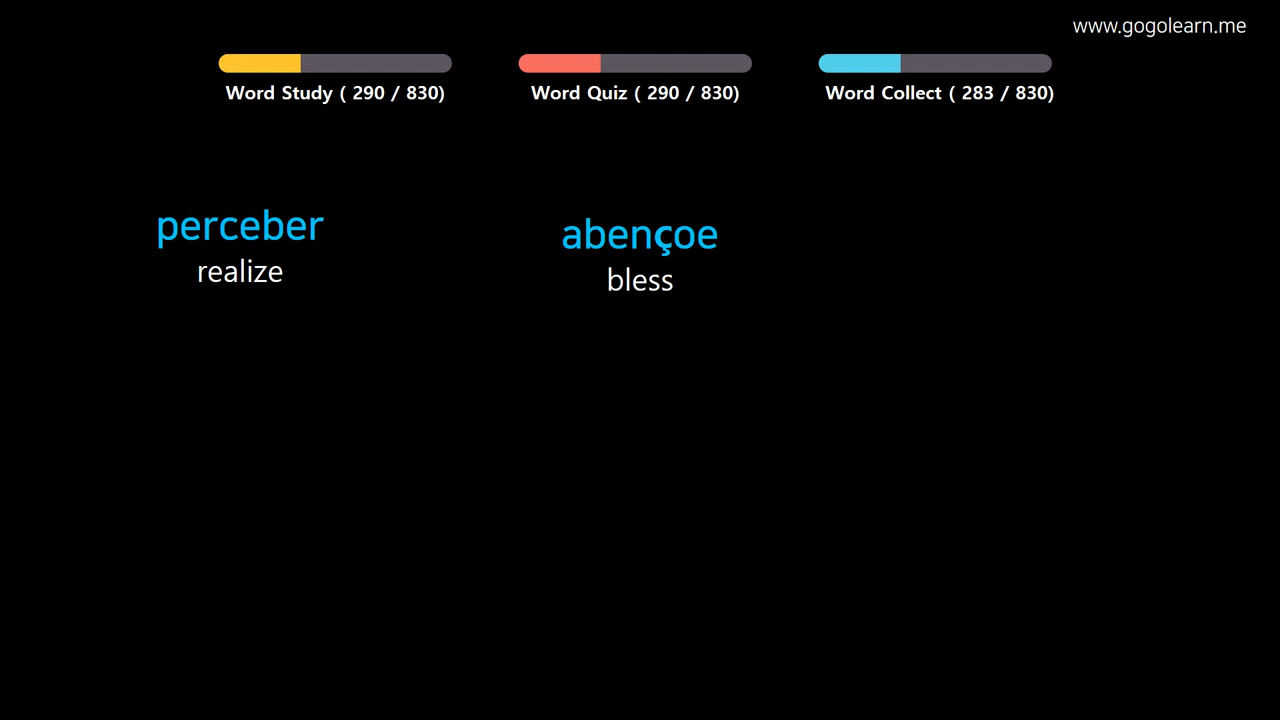 www.gogolearn.me
Word Study ( 290 / 830)
Word Quiz ( 290 / 830)
Word Collect ( 283 / 830)
perceber
realize
abençoe
bless